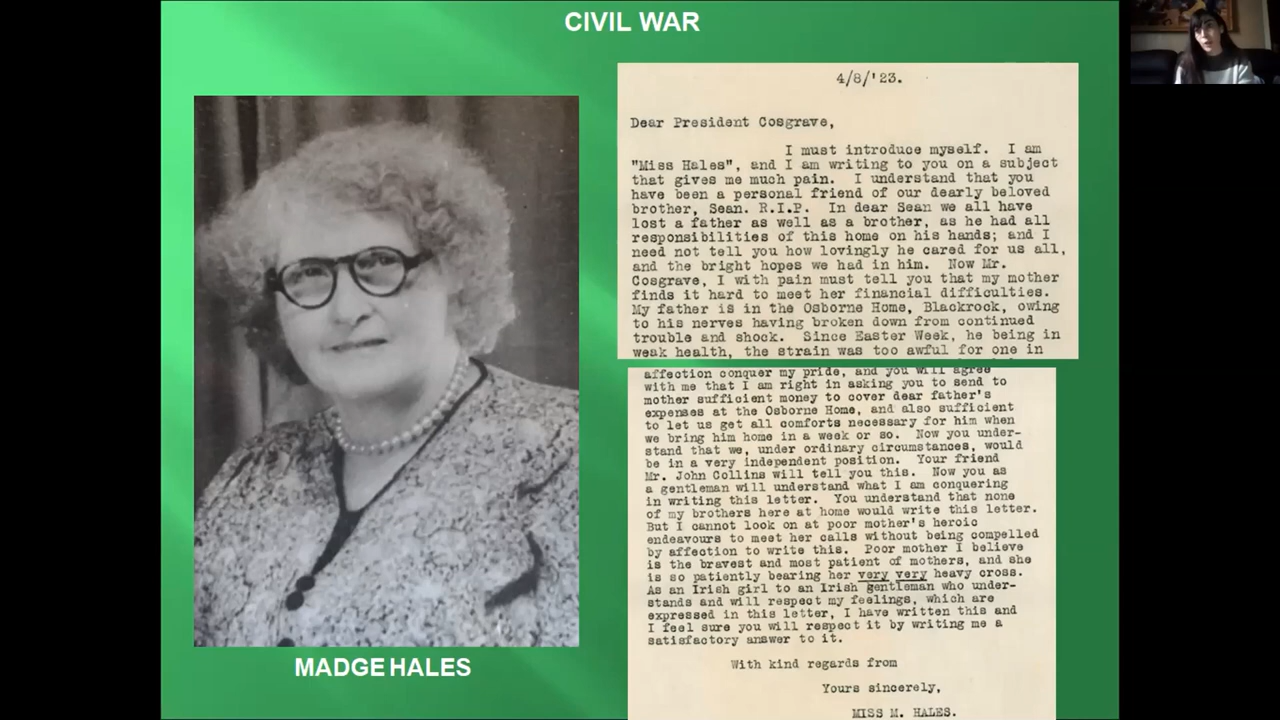 CIVIL WAR
4/8/'23.
Dear President Cosgrave,
I must introduce myself. I am
"Miss Hales", and I am writing to you on a subject
that gives me much pain. I understand that you
have been a personal friend of our dearly beloved
brother, Sean. R.I.P. In dear Sean we all have
lost a father as well as a brother, as he had all
responsibilities of this home on his hands; and I
need not tell you how lovingly he cared for us all,
and the bright hopes we had in him. Now Mr.
Cosgrave, I with pain must tell you that my mother
finds it hard to meet her financial difficulties.
My father is in the Osborne Home, Blackrock, owing
to his nerves having broken down from continued
trouble and shock. Since Easter Week, he being in
weak health, the strain was too awful for one in
affection conquer my pride, and you will agree
with me that I am right in asking you to send to
mother sufficient money to cover dear father's
expenses at the Osborne Home, and also sufficient
to let us get all comforts necessary for him when
we bring him home in a week or so. Now you under-
stand that we, under ordinary circumstances, would
be in a very independent position. Your friend
Mr. John Collins will tell you this. Now you as
a gentleman will understand what I am conquering
in writing this letter. You understand that none
of my brothers here at home would write this letter.
But I cannot look on at poor mother's heroic
endeavours to meet her calls without being compelled
by affection to write this. Poor mother I believe
is the bravest and most patient of mothers, and she
is so patiently bearing her very very heavy cross.
As an Irish girl to an Irish gentleman who under-
stands and will respect my feelings, which are
expressed in this letter, I have written this and
I feel sure you will respect it by writing me a
satisfactory answer to it.
With kind regards from
Yours sincerely,
MISS M. HALES.
MADGE HALES